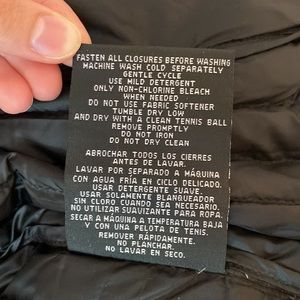 FASTEN ALL CLOSURES BEFORE WASHING
MACHINE WASH COLD SEPARATELY
GENTLE CYCLE
USE MILD DETERGENT
ONLY NON-CHLORINE BLEACH
WHEN NEEDED
DO NOT USE FABRIC SOFTENER
TUMBLE DRY LOW
AND DRY WITH A CLEAN TENNIS BALL
REMOVE PROMPTLY
DO NOT IRON
DO NOT DRY CLEAN
ABROCHAR TODOS LOS CIERRES
ANTES DE LAVAR.
LAVAR POR SEPARADO A MÁQUINA
CON AGUA FRÍA EN CICLO DELICADO.
USAR DETERGENTE SUAVE.
USAR SOLAMENTE BLANQUEADOR
SIN CLORO CUANDO SEA NECESARIO.
NO UTILIZAR SUAVIZANTE PARA ROPA.
SECAR A MÁQUINA A TEMPERATURA BAJA
Y CON UNA PELOTA DE TENIS.
REMOVER RÁPIDAMENTE.
NO PLANCHAR.
NO LAVAR EN SECO.